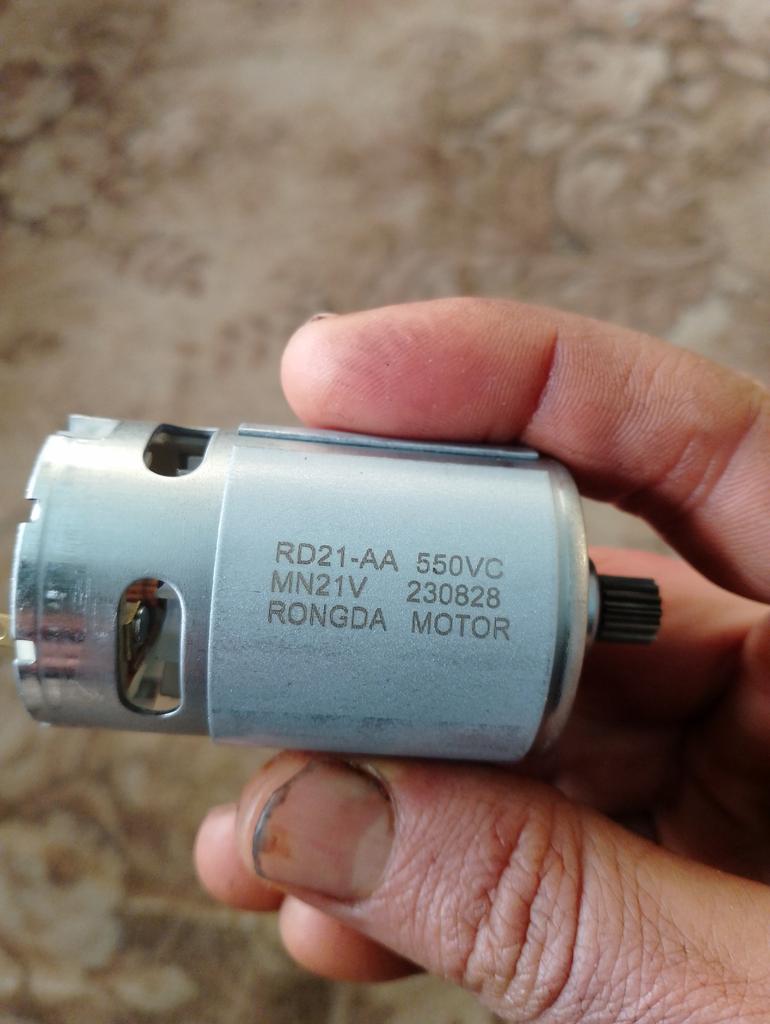 RD21-AA 550VC
MN21V 230828
RONGDA MOTOR